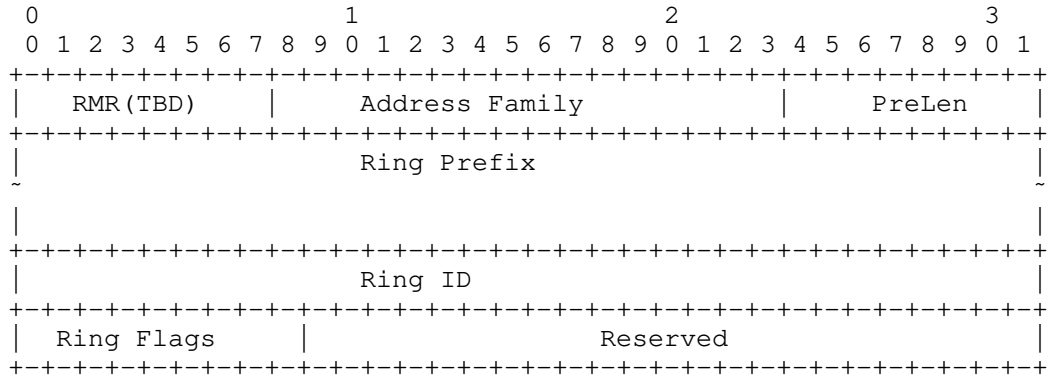 0                   1                   2                   3
0 1 2 3 4 5 6 7 8 9 0 1 2 3 4 5 6 7 8 9 0 1 2 3 4 5 6 7 8 9 0 1
+-+-+-+-+-+-+-+-+-+-+-+-+-+-+-+-+-+-+-+-+-+-+-+-+-+-+-+-+-+-+-+-+
|   RMR(TBD)    |     Address Family            |     PreLen    |
+-+-+-+-+-+-+-+-+-+-+-+-+-+-+-+-+-+-+-+-+-+-+-+-+-+-+-+-+-+-+-+-+
|                     Ring Prefix                               |
~                                                               ~
|                                                               |
+-+-+-+-+-+-+-+-+-+-+-+-+-+-+-+-+-+-+-+-+-+-+-+-+-+-+-+-+-+-+-+-+
|                     Ring ID                                   |
+-+-+-+-+-+-+-+-+-+-+-+-+-+-+-+-+-+-+-+-+-+-+-+-+-+-+-+-+-+-+-+-+
|  Ring Flags     |                  Reserved                   |
+-+-+-+-+-+-+-+-+-+-+-+-+-+-+-+-+-+-+-+-+-+-+-+-+-+-+-+-+-+-+-+-+